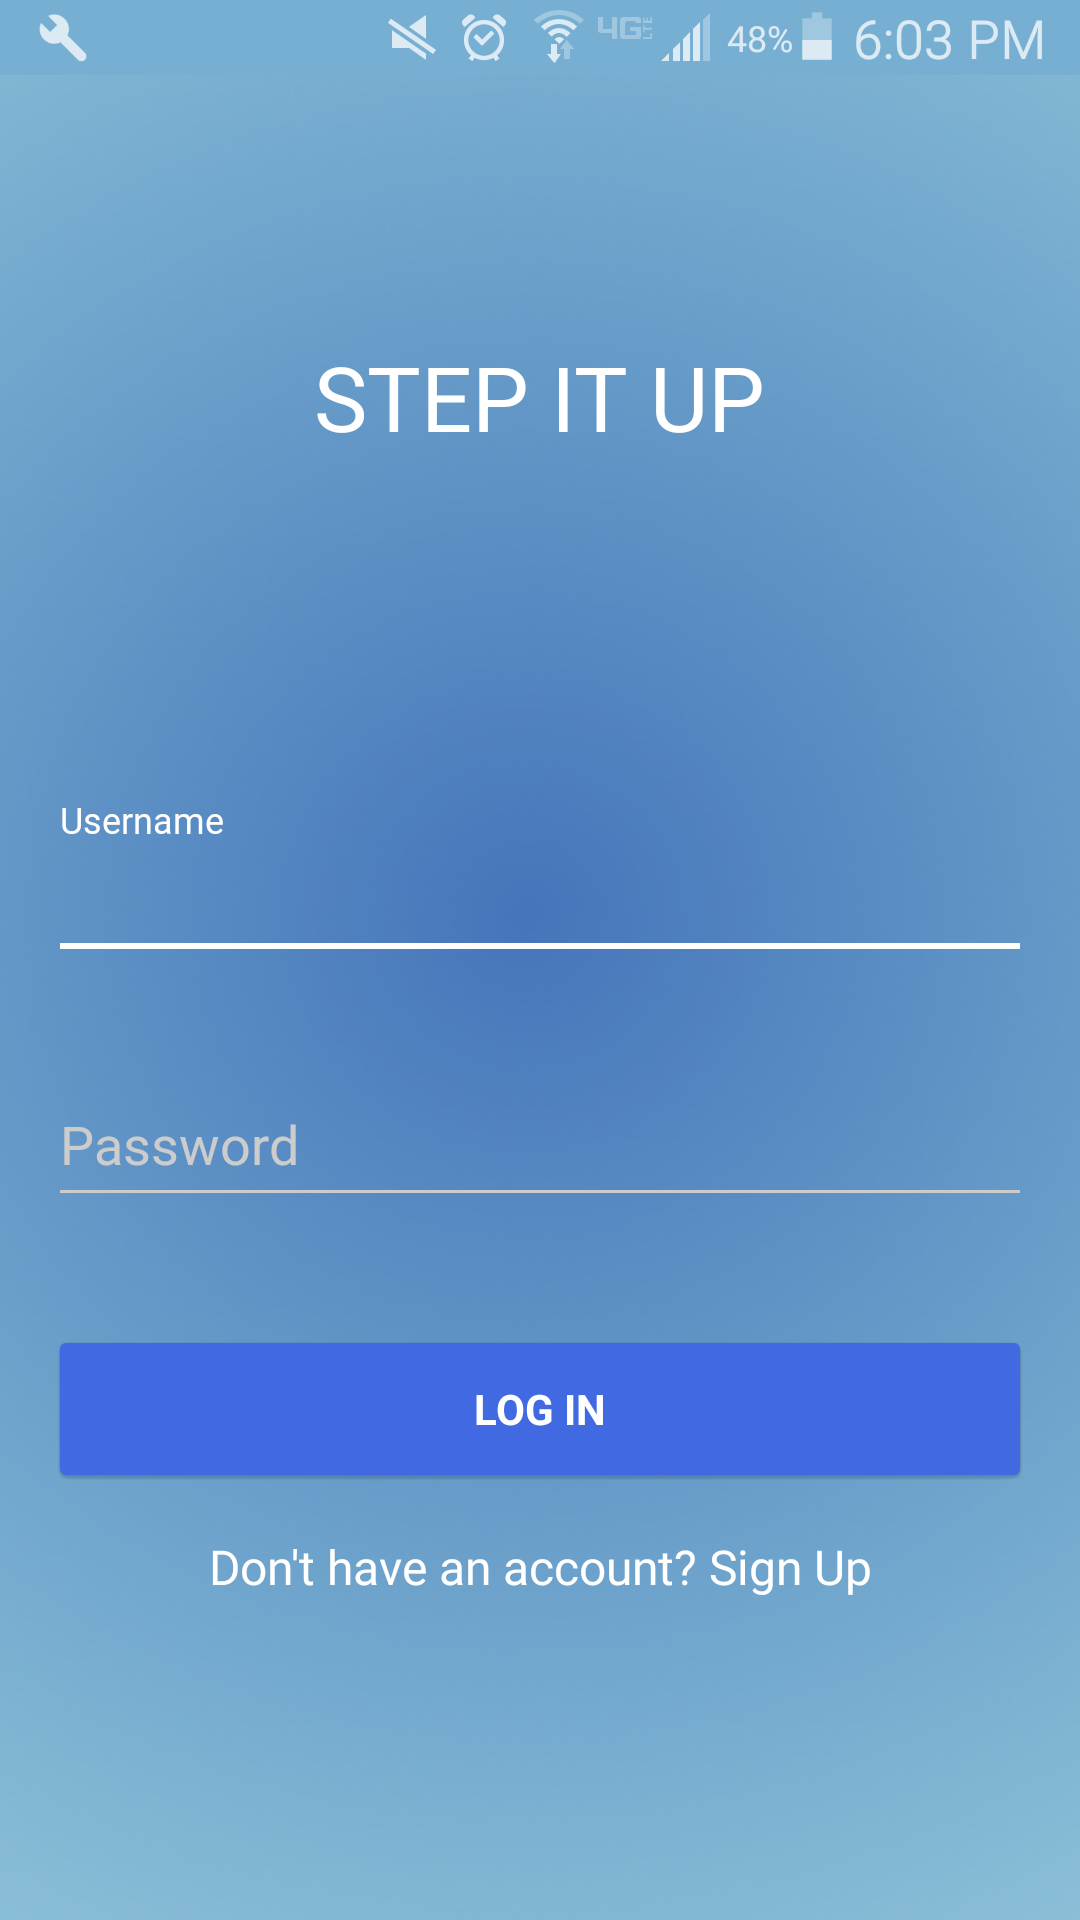 4G LTE 48% 6:03 PM
STEP IT UP
Username
Password
LOG IN
Don't have an account? Sign Up